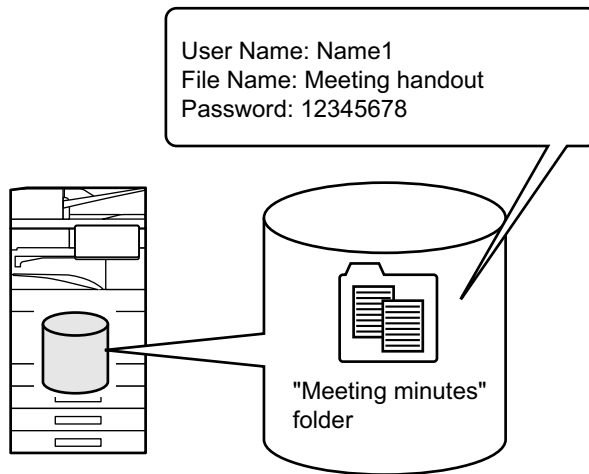 User Name: Name1
File Name: Meeting handout
Password: 12345678
"Meeting minutes"
folder